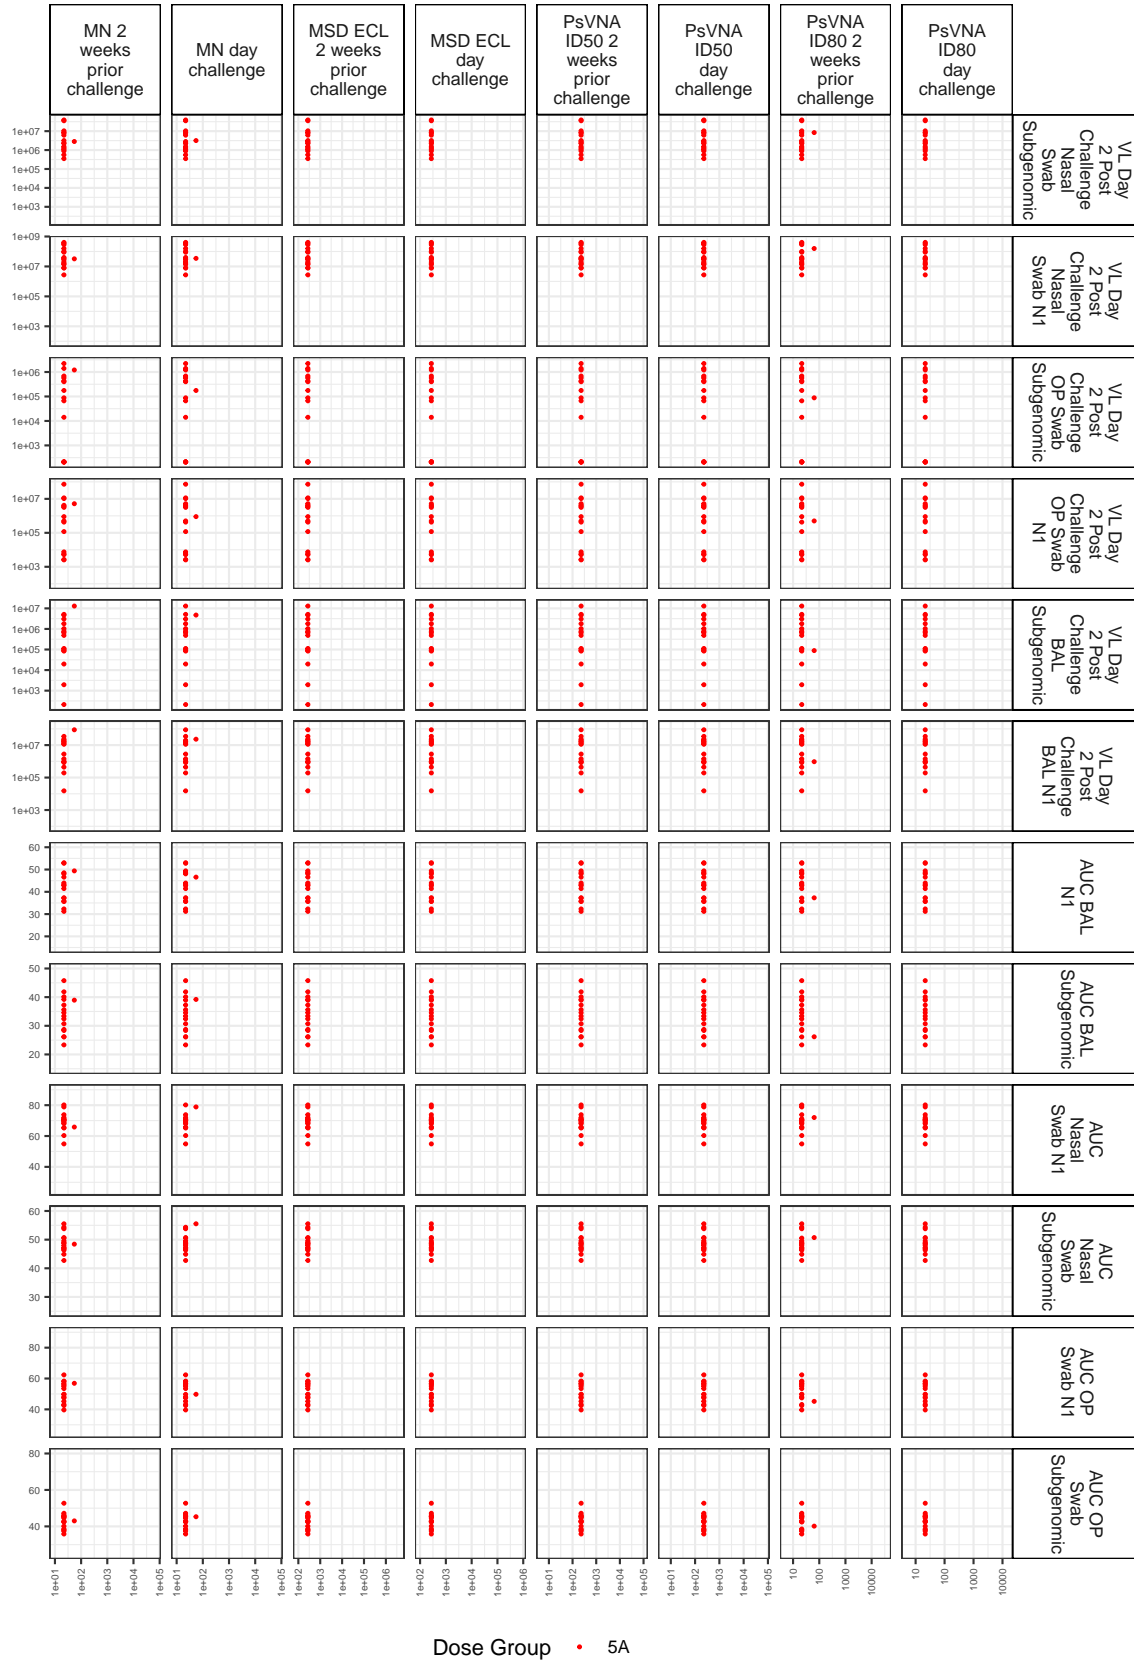 MN 2
weeks
prior
challenge
MN day
challenge
MSD ECL
2 weeks
prior
challenge
MSD ECL
day
challenge
PsVNA
ID50 2
weeks
prior
challenge
PsVNA
ID50
day
challenge
PsVNA
ID80 2
weeks
prior
challenge
PsVNA
ID80
day
challenge
1e+07
1e+06
1e+05
1e+04
1e+03
VL Day
2 Post
Challenge
Nasal
Swab
Subgenomic
1e+09
1e+07
1e+05
1e+03
VL Day
2 Post
Challenge
Nasal
Swab N1
1e+06
1e+05
1e+04
1e+03
VL Day
2 Post
Challenge
OP Swab
Subgenomic
1e+07
1e+05
1e+03
VL Day
2 Post
Challenge
OP Swab
N1
1e+07
1e+06
1e+05
1e+04
1e+03
VL Day
2 Post
Challenge
BAL
Subgenomic
1e+07
1e+05
1e+03
VL Day
2 Post
Challenge
BAL N1
60
50
40
30
20
AUC BAL
N1
50
40
30
20
AUC BAL
Subgenomic
80
60
40
AUC
Nasal
Swab N1
60
50
40
30
AUC
Nasal
Swab
Subgenomic
80
60
40
AUC OP
Swab N1
80
60
40
AUC OP
Swab
Subgenomic
1e+01
1e+02
1e+03
1e+04
1e+05
1e+01
1e+02
1e+03
1e+04
1e+05
1e+02
1e+03
1e+04
1e+05
1e+06
1e+02
1e+03
1e+04
1e+05
1e+06
1e+01
1e+02
1e+03
1e+04
1e+05
1e+01
1e+02
1e+03
1e+04
1e+05
10
100
1000
10000
10
100
1000
10000
Dose Group 5A